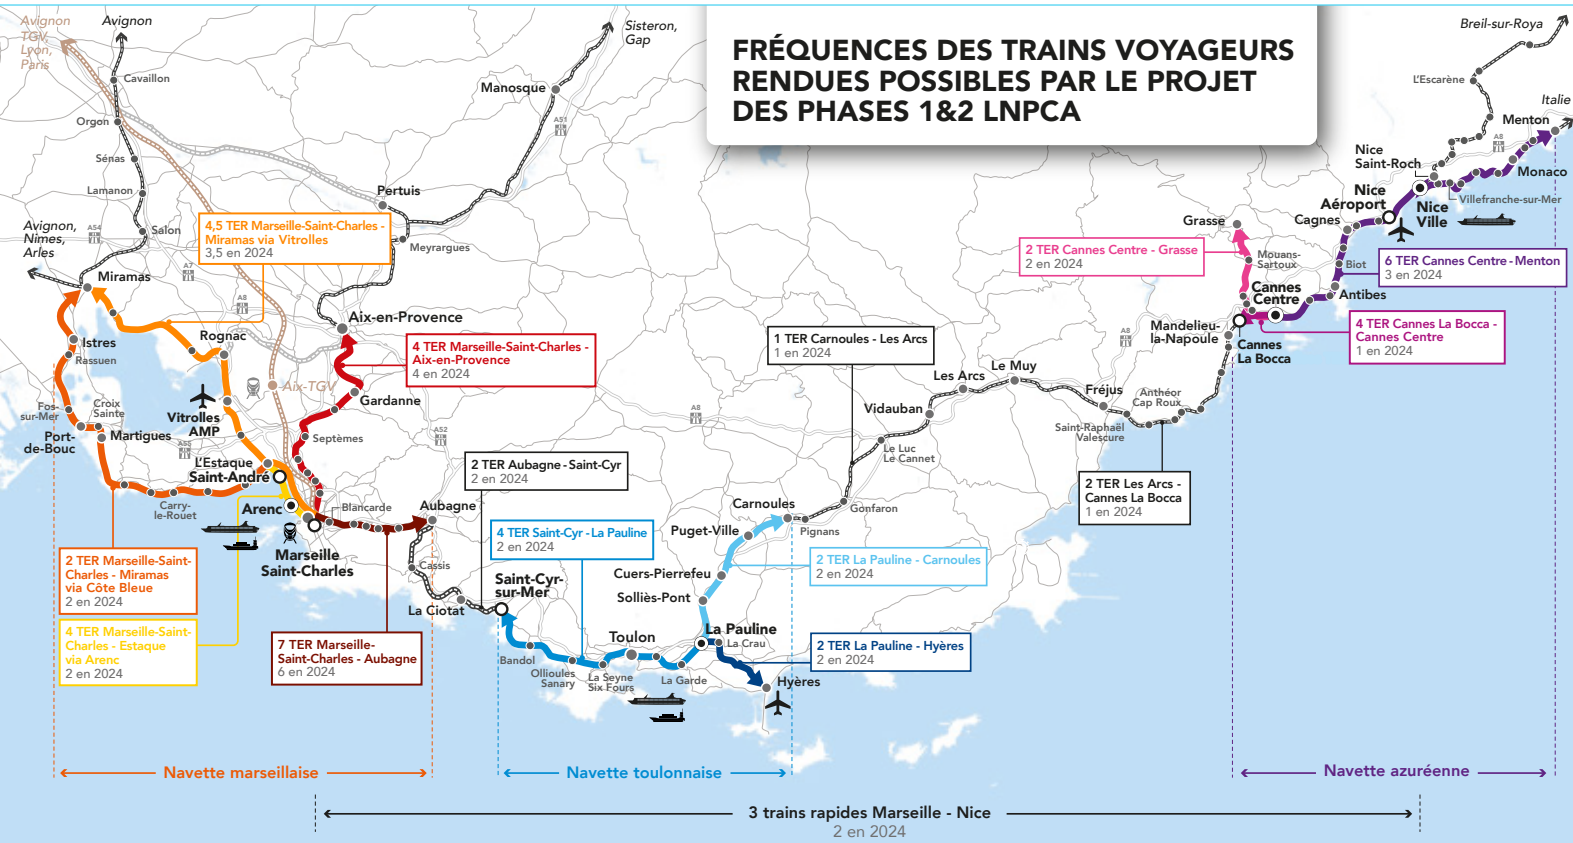 FRÉQUENCES DES TRAINS VOYAGEURS
RENDUES POSSIBLES PAR LE PROJET
DES PHASES 1&2 LNPCA
Avignon
TGV,
Lyon,
Paris
Avignon
Cavaillon
Orgon
Sénas
Lamanon
Salon
Avignon,
Nimes,
Arles
Miramas
A54
A7
A8
Sisteron,
Gap
Manosque
A51
Pertuis
Meyrargues
4,5 TER Marseille-Saint-Charles -
Miramas via Vitrolles
3,5 en 2024
Aix-en-Provence
4 TER Marseille-Saint-Charles -
Aix-en-Provence
4 en 2024
Istres
Rassuen
Rognac
Aix-TGV
Gardanne
Fos-
sur-Mer
Croix
Sainte
Port-
de-Bouc
Martigues
Vitrolles
AMP
Septèmes
A55
A52
L'Estaque
Saint-André
Carry-
le-Rouet
Arenc
Blancarde
Aubagne
Marseille
Saint-Charles
Cassis
La Ciotat
2 TER Marseille-Saint-
Charles - Miramas
via Côte Bleue
2 en 2024
4 TER Marseille-Saint-
Charles - Estaque
via Arenc
2 en 2024
7 TER Marseille-
Saint-Charles - Aubagne
6 en 2024
2 TER Aubagne - Saint-Cyr
2 en 2024
4 TER Saint-Cyr - La Pauline
2 en 2024
Saint-Cyr-
sur-Mer
Bandol
Ollioules
Sanary
La Seyne
Six Fours
Toulon
La Garde
La Pauline
La Crau
Hyères
Solliès-Pont
Cuers-Pierrefeu
Puget-Ville
Carnoules
Pignans
Gonfaron
2 TER La Pauline - Carnoules
2 en 2024
2 TER La Pauline - Hyères
2 en 2024
1 TER Carnoules - Les Arcs
1 en 2024
A8
Le Luc
Le Cannet
Vidauban
Les Arcs
Le Muy
Fréjus
Saint-Raphaël
Valescure
Anthéor
Cap Roux
2 TER Les Arcs -
Cannes La Bocca
1 en 2024
A8
Mandelieu-
la-Napoule
Cannes
La Bocca
Cannes
Centre
Mouans-
Sartoux
Grasse
2 TER Cannes Centre - Grasse
2 en 2024
4 TER Cannes La Bocca -
Cannes Centre
1 en 2024
6 TER Cannes Centre - Menton
3 en 2024
Antibes
Biot
Cagnes
Nice
Aéroport
Nice
Ville
Nice
Saint-Roch
Villefranche-sur-Mer
Monaco
Menton
A8
Italie
L'Escarène
Breil-sur-Roya
Navette marseillaise
Navette toulonnaise
Navette azuréenne
3 trains rapides Marseille - Nice
2 en 2024